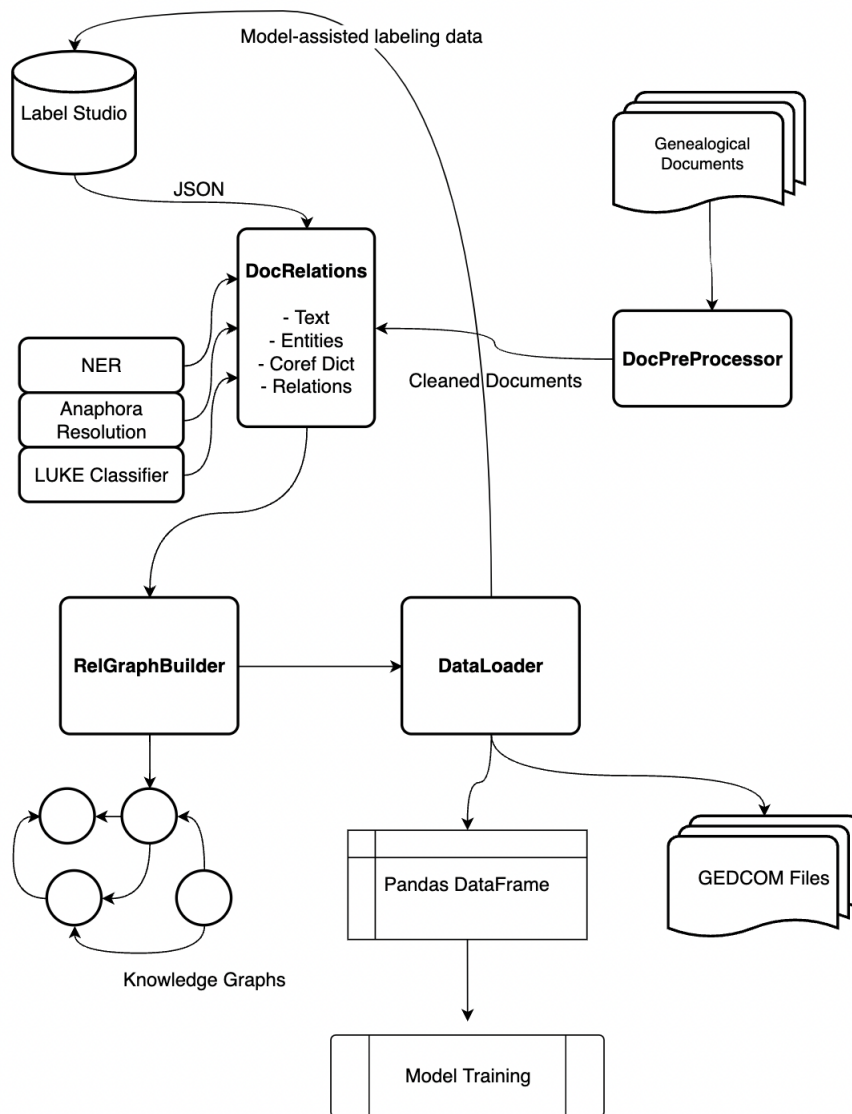 Model-assisted labeling data
Label Studio
Genealogical
Documents
JSON
DocRelations
- Text
- Entities
- Coref Dict
- Relations
DocPreProcessor
NER
Cleaned Documents
Anaphora
Resolution
LUKE Classifier
RelGraphBuilder
DataLoader
Pandas DataFrame
GEDCOM Files
Knowledge Graphs
Model Training